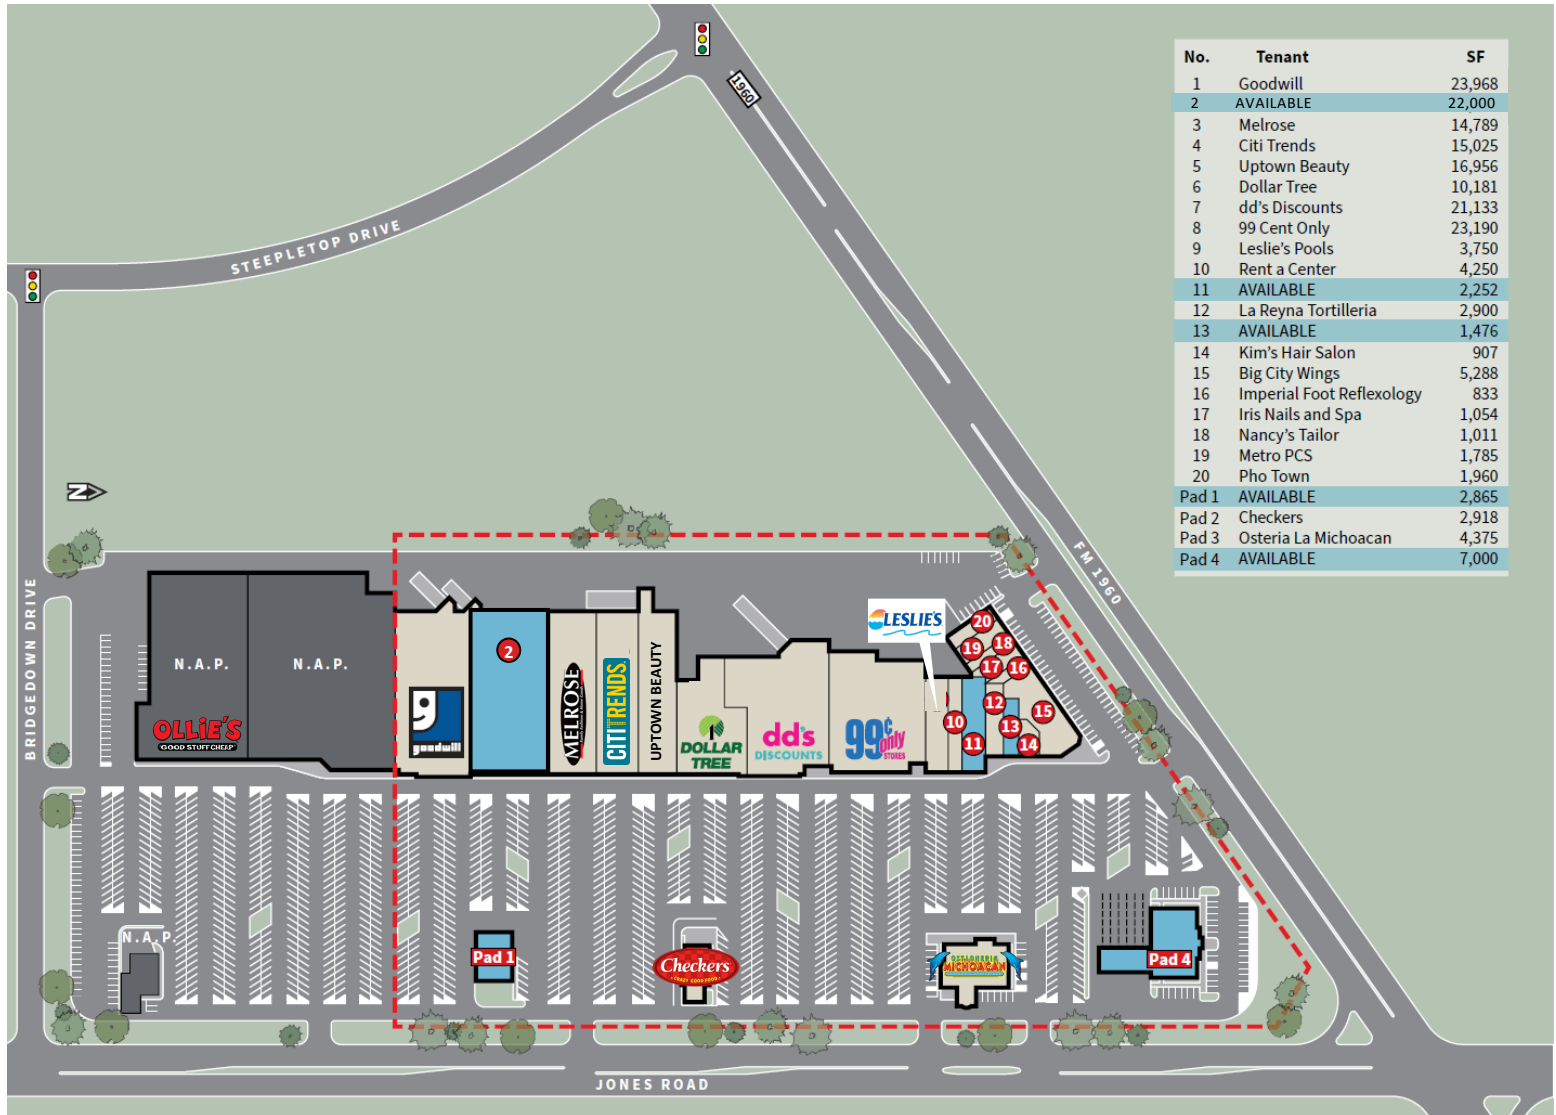 1960
No. Tenant SF
1 Goodwill 23,968
2 AVAILABLE 22,000
3 Melrose 14,789
4 Citi Trends 15,025
5 Uptown Beauty 16,956
6 Dollar Tree 10,181
7 dd's Discounts 21,133
8 99 Cent Only 23,190
9 Leslie's Pools 3,750
10 Rent a Center 4,250
11 AVAILABLE 2,252
12 La Reyna Tortilleria 2,900
13 AVAILABLE 1,476
14 Kim's Hair Salon 907
15 Big City Wings 5,288
16 Imperial Foot Reflexology 833
17 Iris Nails and Spa 1,054
18 Nancy's Tailor 1,011
19 Metro PCS 1,785
20 Pho Town 1,960
Pad 1 AVAILABLE 2,865
Pad 2 Checkers 2,918
Pad 3 Osteria La Michoacan 4,375
Pad 4 AVAILABLE 7,000
STEEPLETOP DRIVE
N
FM 1960
BRIDGEDOWN DRIVE
N.A.P.
N.A.P.
OLLIE'S
GOOD STUFF CHEAP
g
goodwill
2
MELROSE
CITITRENDS
UPTOWN BEAUTY
DOLLAR
TREE
dd's
DISCOUNTS
99¢
only
STORES
LESLIE'S
20
19
18
17
16
12
15
10
13
11
14
N.A.P.
Pad 1
Checkers
CRAZY GOOD FOOD
MICHOACAN
Pad 4
JONES ROAD